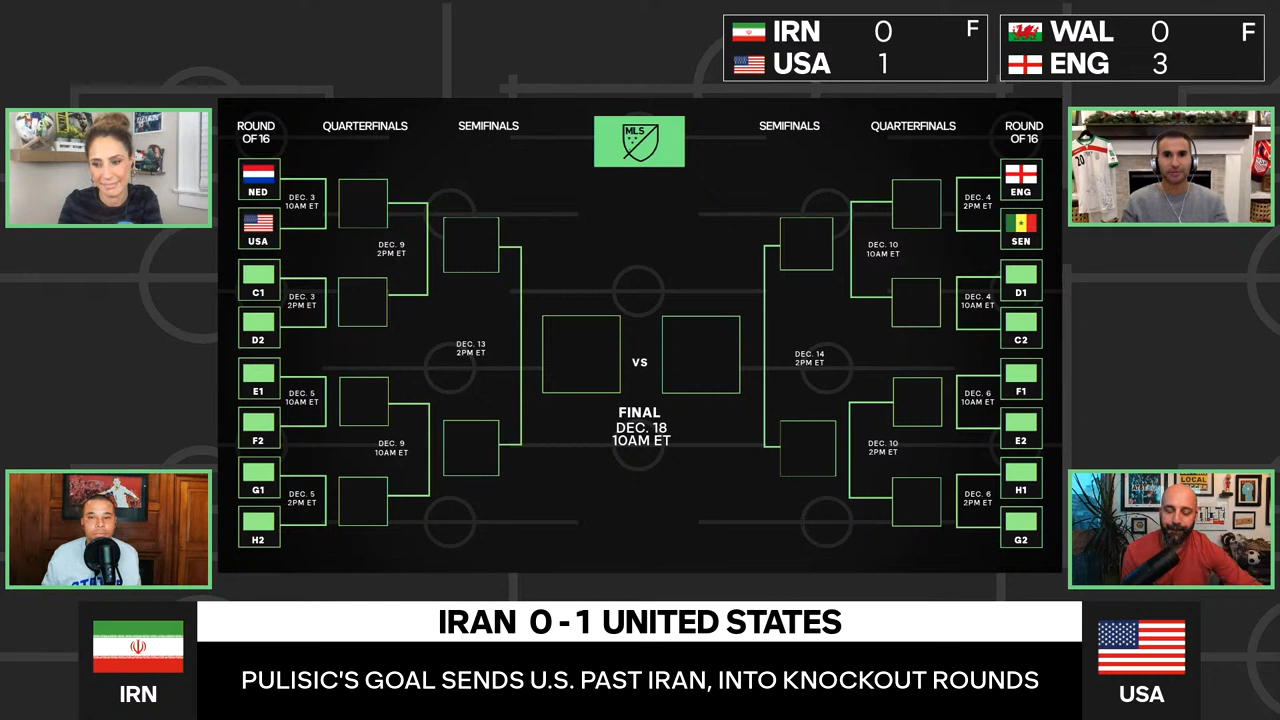 IRN 0 F
USA 1
WAL 0 F
ENG 3
ROUND
OF 16
QUARTERFINALS
SEMIFINALS
MLS
SEMIFINALS
QUARTERFINALS
ROUND
OF 16
NED
DEC. 3
10AM ET
USA
DEC. 9
2PM ET
C1
DEC. 3
2PM ET
D2
DEC. 13
2PM ET
E1
DEC. 5
10AM ET
F2
DEC. 9
10AM ET
G1
DEC. 5
2PM ET
H2
VS
FINAL
DEC. 18
10AM ET
ENG
DEC. 4
2PM ET
SEN
DEC. 10
10AM ET
D1
DEC. 4
10AM ET
C2
DEC. 14
2PM ET
F1
DEC. 6
10AM ET
E2
DEC. 10
2PM ET
H1
DEC. 6
2PM ET
G2
20
LOCAL
IRAN 0 - 1 UNITED STATES
PULISIC'S GOAL SENDS U.S. PAST IRAN, INTO KNOCKOUT ROUNDS
IRN
USA